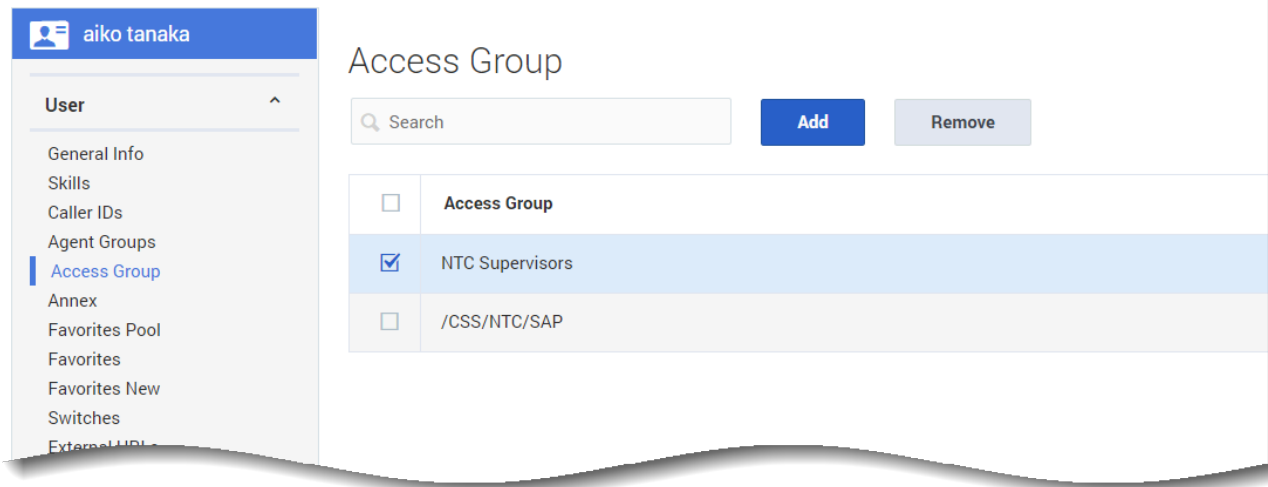 aiko tanaka
User
General Info
Skills
Caller IDs
Agent Groups
Access Group
Annex
Favorites Pool
Favorites
Favorites New
Switches
Access Group
Search
Add
Remove
Access Group
NTC Supervisors
/CSS/NTC/SAP